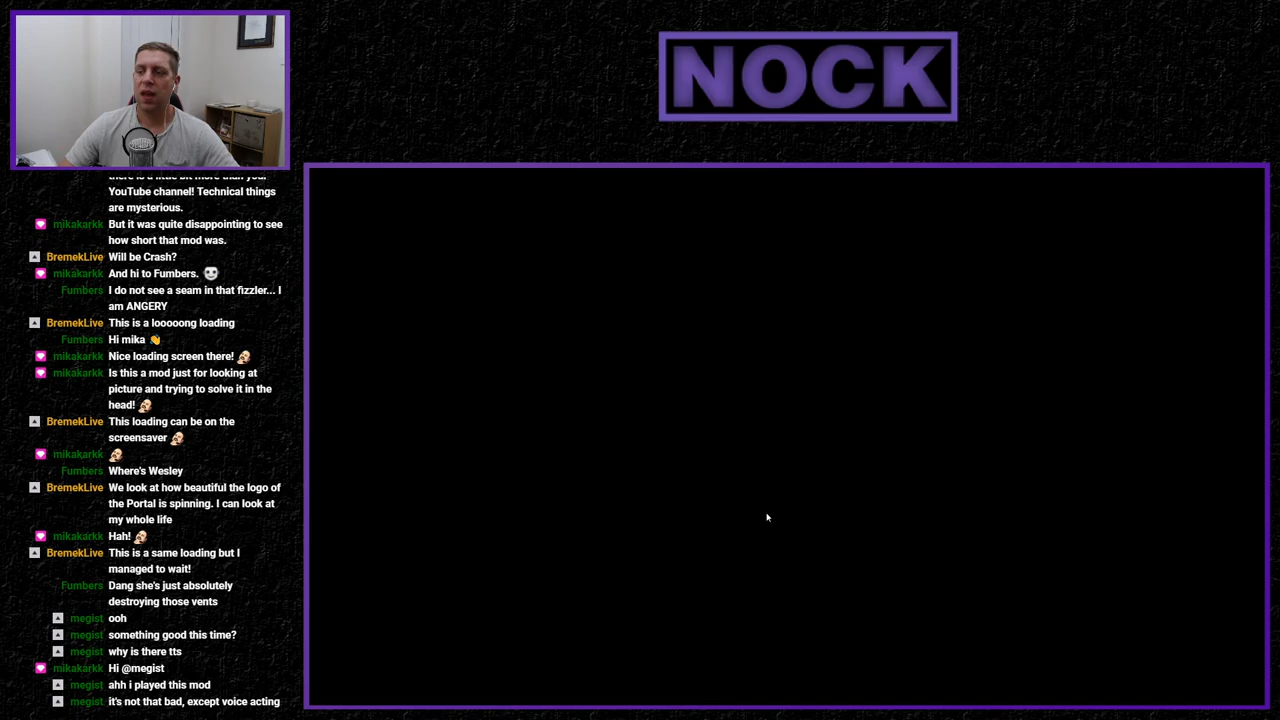 NOCK
there is a little bit more than your
YouTube channel! Technical things
are mysterious.
mikakarkk But it was quite disappointing to see
how short that mod was.
BremekLive Will be Crash?
mikakarkk And hi to Fumbers.
Fumbers I do not see a seam in that fizzler... I
am ANGERY
BremekLive This is a looooong loading
Fumbers Hi mika 👏
mikakarkk Nice loading screen there!
mikakarkk Is this a mod just for looking at
picture and trying to solve it in the
head!
BremekLive This loading can be on the
screensaver
mikakarkk
Fumbers Where's Wesley
BremekLive We look at how beautiful the logo of
the Portal is spinning. I can look at
my whole life
mikakarkk Hah!
BremekLive This is a same loading but I
managed to wait!
Fumbers Dang she's just absolutely
destroying those vents
megist ooh
megist something good this time?
megist why is there tts
mikakarkk Hi @megist
megist ahh i played this mod
megist it's not that bad, except voice acting